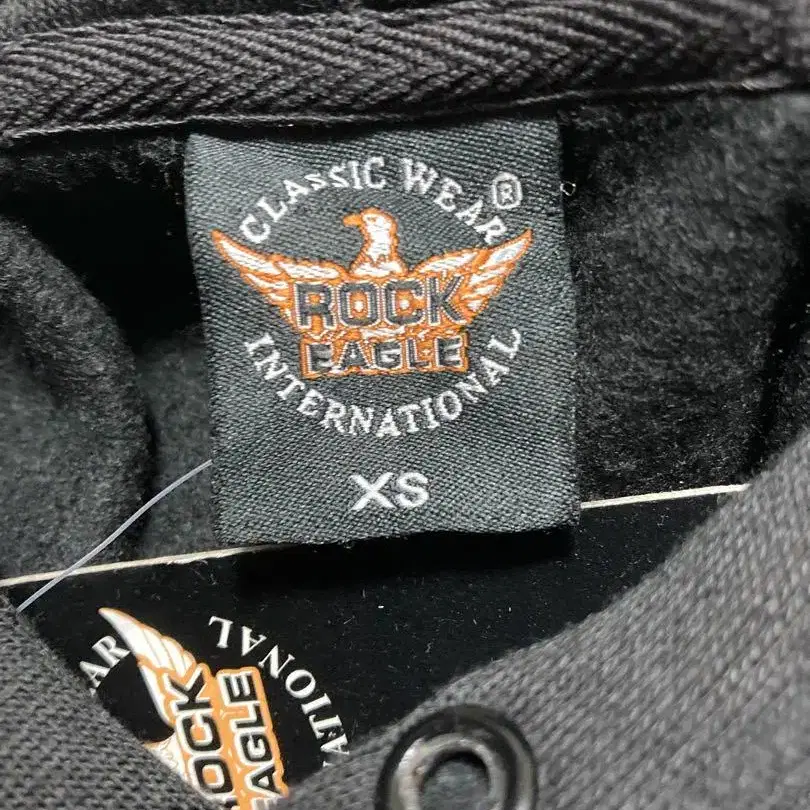 CLASSIC WEAR®
ROCK
EAGLE
INTERNATIONAL
XS
ROCK
EAGLE